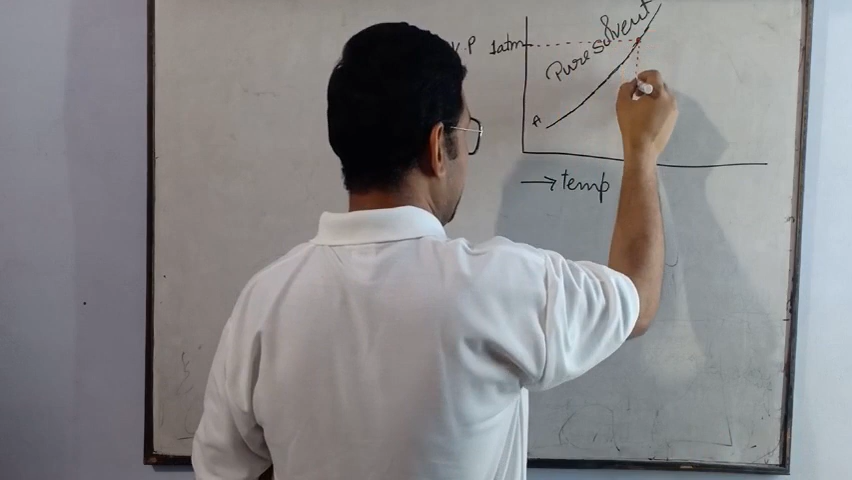 V.P 1atm
Pure solvent
B
A
→ temp